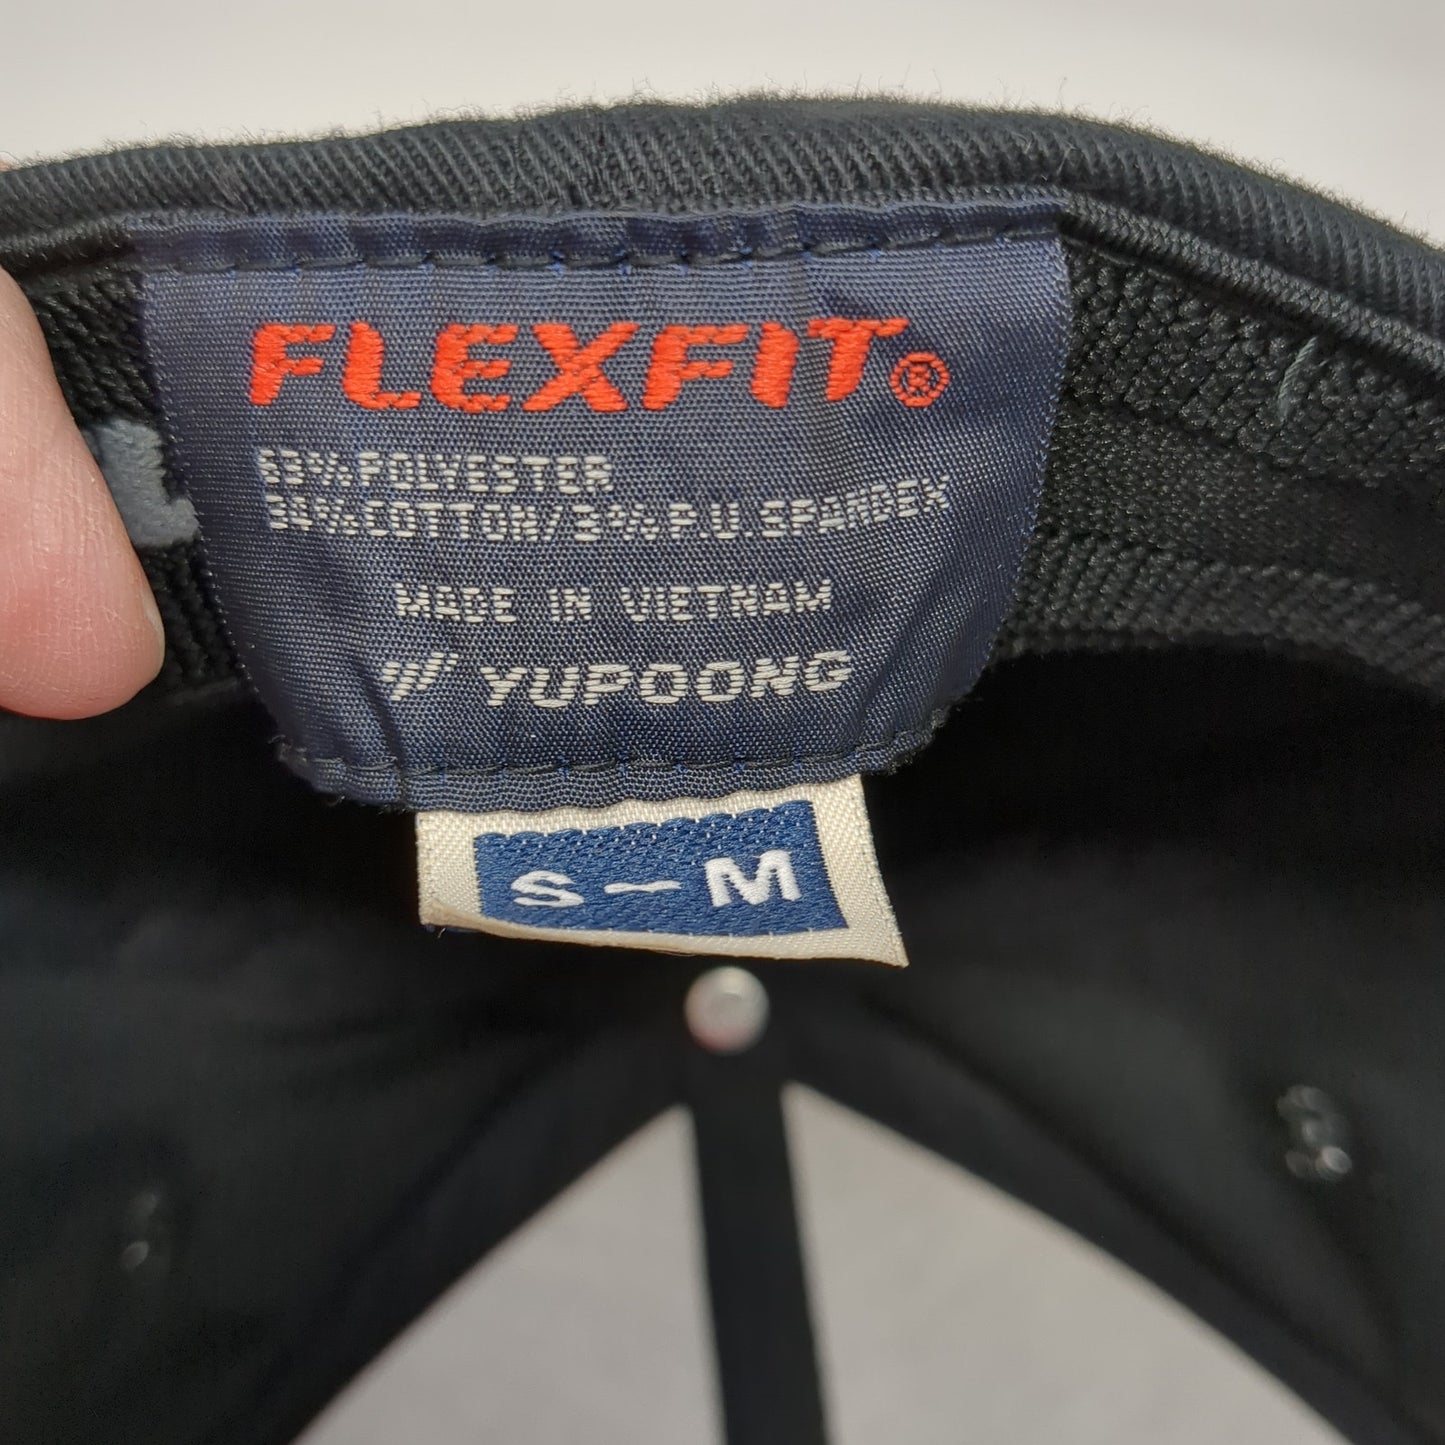 FLEXFIT®
63%POLYESTER
34%COTTON/3%P.U.SPANDEX
MADE IN VIETNAM
YUPOONG
S-M